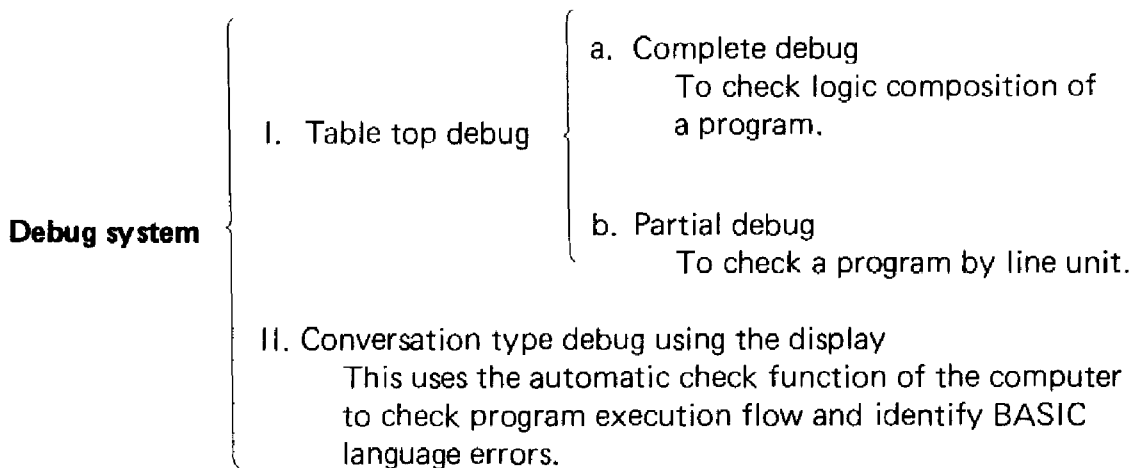 Debug system
I. Table top debug
a. Complete debug
To check logic composition of
a program.
b. Partial debug
To check a program by line unit.
II. Conversation type debug using the display
This uses the automatic check function of the computer
to check program execution flow and identify BASIC
language errors.